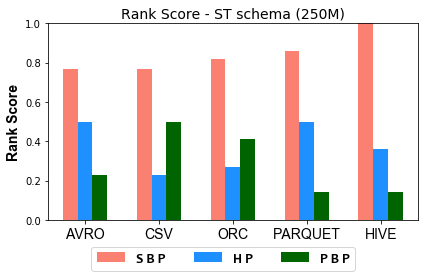 Rank Score - ST schema (250M)
Rank Score
1.0
0.8
0.6
0.4
0.2
0.0
AVRO CSV ORC PARQUET HIVE
S B P H P P B P